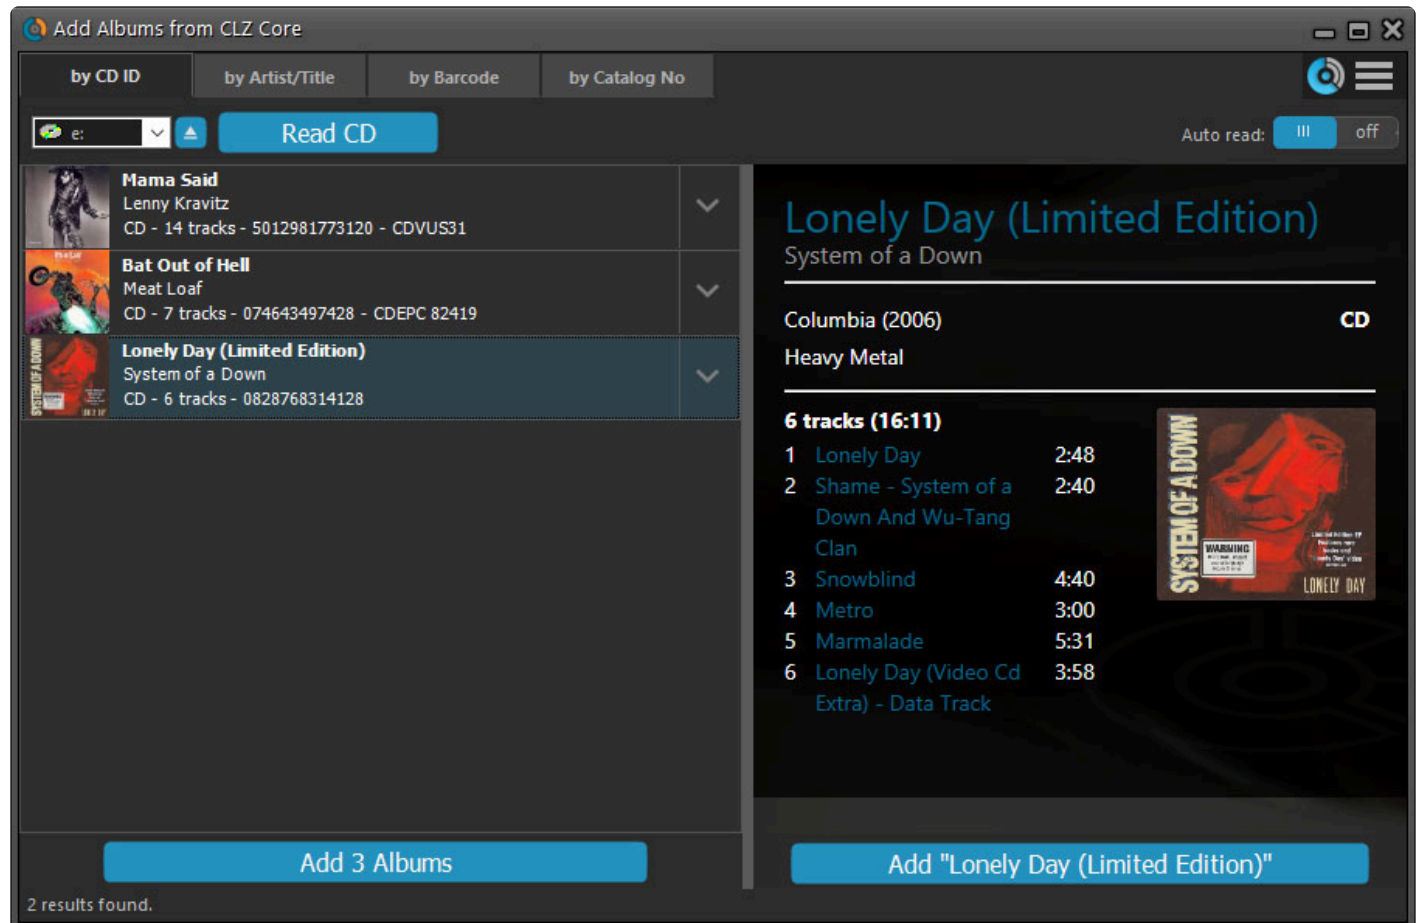 Add Albums from CLZ Core
by CD ID
by Artist/Title
by Barcode
by Catalog No
e:
Read CD
Auto read:
off
Mama Said
Lenny Kravitz
CD - 14 tracks - 5012981773120 - CDVUS31
Bat Out of Hell
Meat Loaf
CD - 7 tracks - 074643497428 - CDEPC 82419
Lonely Day (Limited Edition)
System of a Down
CD - 6 tracks - 0828768314128
Add 3 Albums
2 results found.
Lonely Day (Limited Edition)
System of a Down
Columbia (2006) CD
Heavy Metal
6 tracks (16:11)
1 Lonely Day 2:48
2 Shame - System of a 2:40
Down And Wu-Tang
Clan
3 Snowblind 4:40
4 Metro 3:00
5 Marmalade 5:31
6 Lonely Day (Video Cd 3:58
Extra) - Data Track
SYSTEM OF A DOWN
WARNING
Limited Edition EP
LONELY DAY
Add "Lonely Day (Limited Edition)"